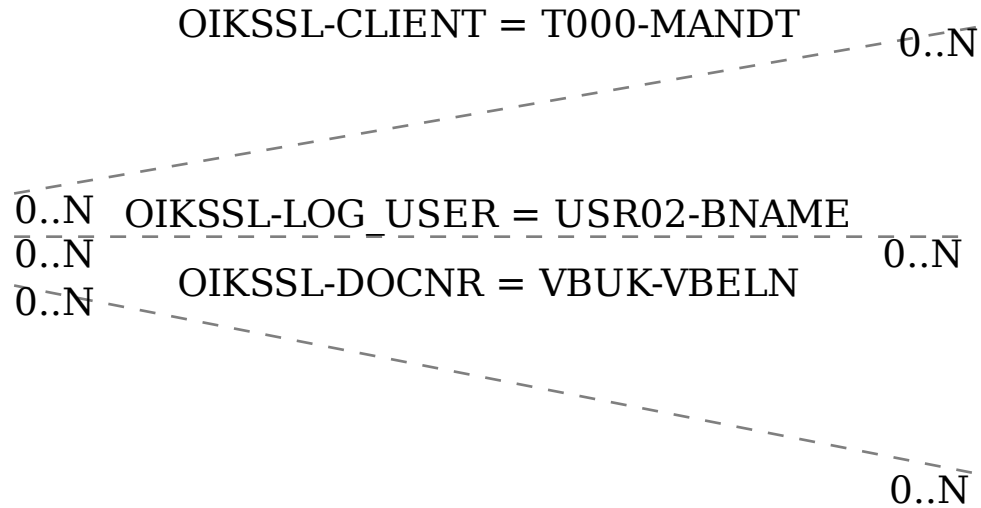 OIKSSL-CLIENT = T000-MANDT
0..N
0..N
OIKSSL-LOG_USER = USR02-BNAME
0..N
0..N
OIKSSL-DOCNR = VBUK-VBELN
0..N
0..N